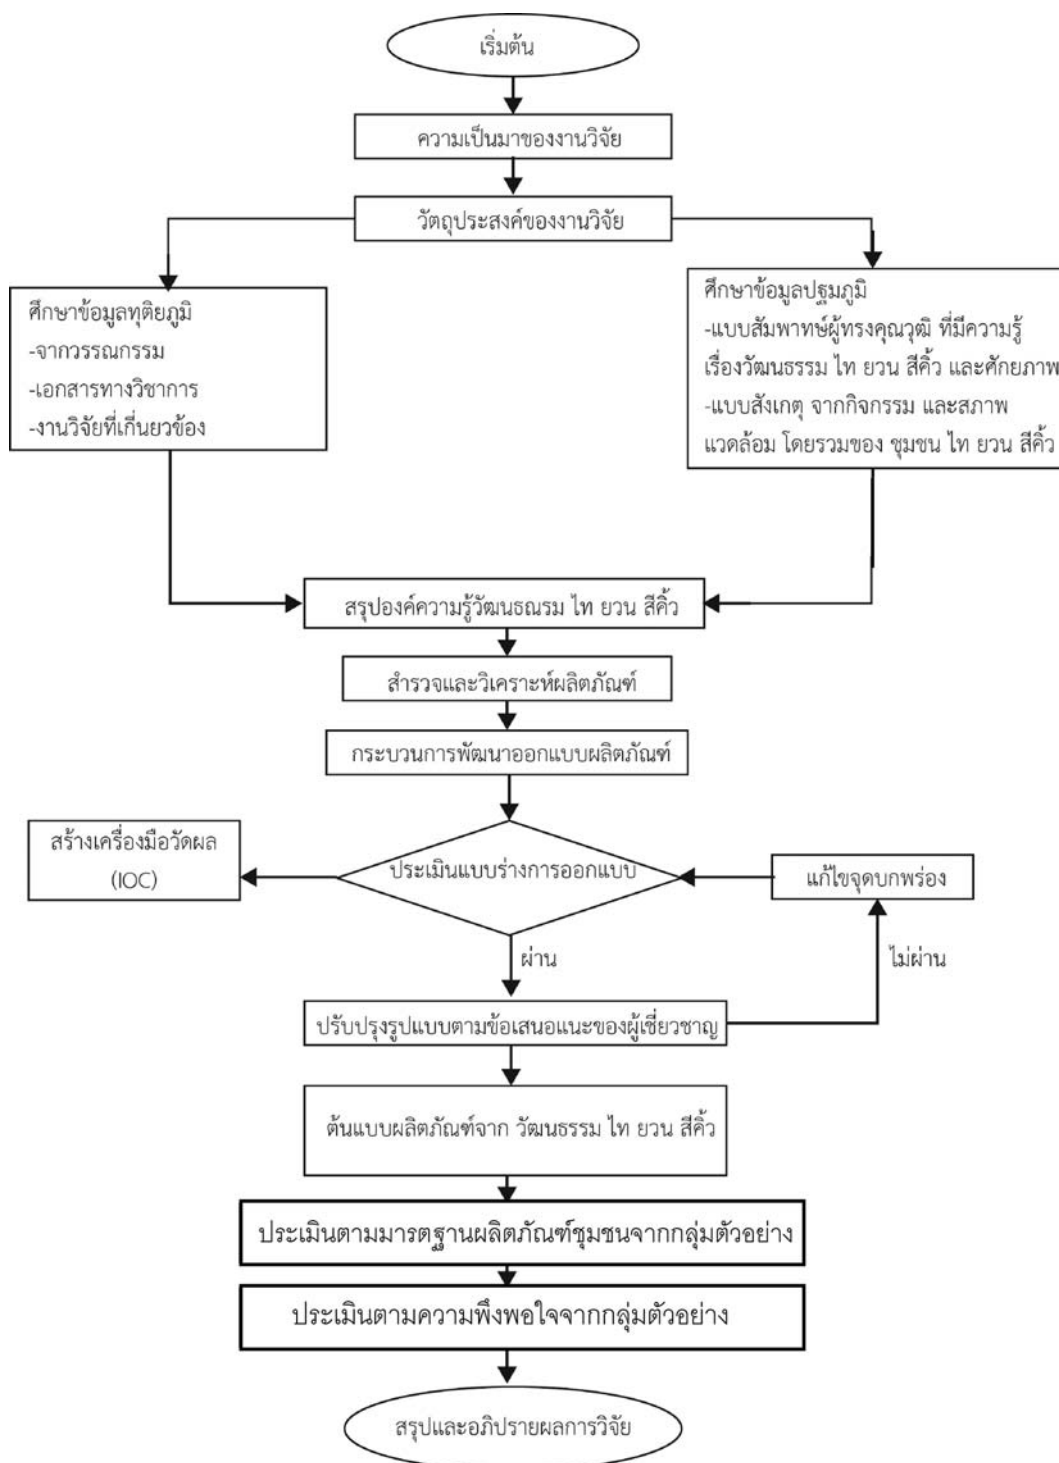 เริ่มต้น
ความเป็นมาของงานวิจัย
วัตถุประสงค์ของงานวิจัย
ศึกษาข้อมูลทุติยภูมิ
-จากวรรณกรรม
-เอกสารทางวิชาการ
-งานวิจัยที่เกี่นยวข้อง
ศึกษาข้อมูลปฐมภูมิ
-แบบสัมพาทษ์ผู้ทรงคุณวุฒิ ที่มีความรู้
เรื่องวัฒนธรรม ไท ยวน สีคิ้ว และศักยภาพ
-แบบสังเกตุ จากกิจกรรม และสภาพ
แวดล้อม โดยรวมของ ชุมชน ไท ยวน สีคิ้ว
สรุปองค์ความรู้วัฒนธณรม ไท ยวน สีคิ้ว
สำรวจและวิเคราะห์ผลิตภัณฑ์
กระบวนการพัฒนาออกแบบผลิตภัณฑ์
สร้างเครื่องมือวัดผล
(IOC)
ประเมินแบบร่างการออกแบบ
แก้ไขจุดบกพร่อง
ผ่าน
ไม่ผ่าน
ปรับปรุงรูปแบบตามข้อเสนอแนะของผู้เชี่ยวชาญ
ต้นแบบผลิตภัณฑ์จาก วัฒนธรรม ไท ยวน สีคิ้ว
ประเมินตามมารตฐานผลิตภัณฑ์ชุมชนจากกลุ่มตัวอย่าง
ประเมินตามความพึงพอใจจากกลุ่มตัวอย่าง
สรุปและอภิปรายผลการวิจัย